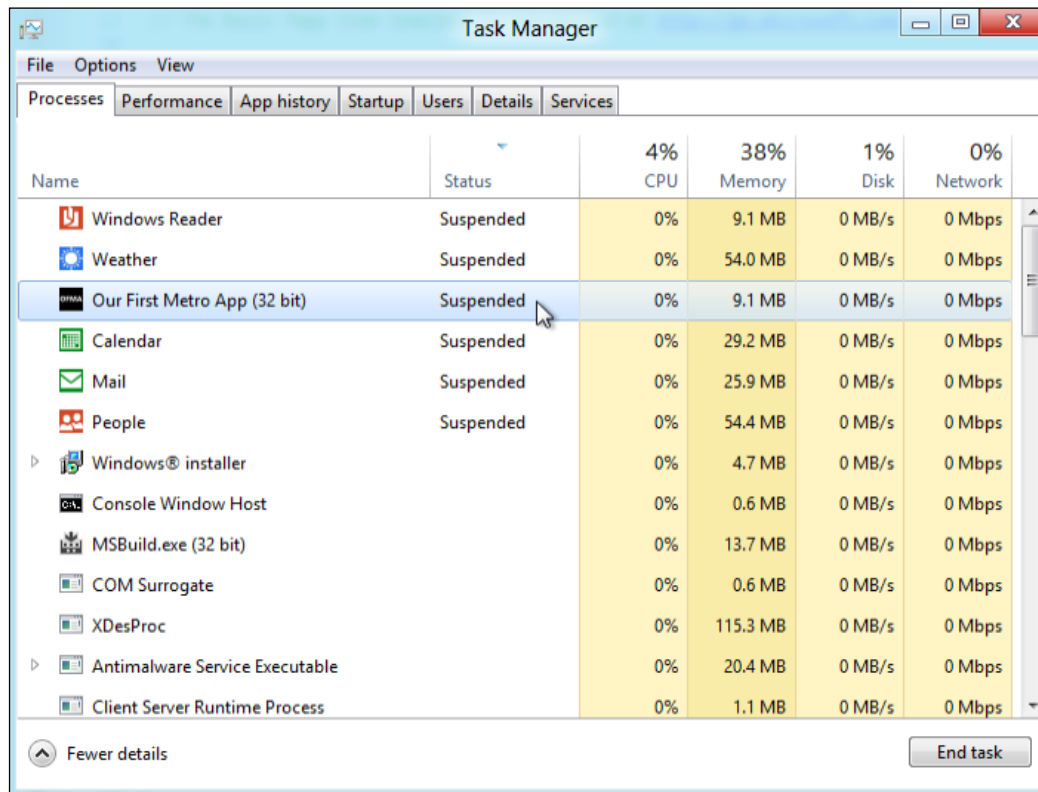 Task Manager
File Options View
Processes Performance App history Startup Users Details Services
4% 38% 1% 0%
Name Status CPU Memory Disk Network
Windows Reader Suspended 0% 9.1 MB 0 MB/s 0 Mbps
Weather Suspended 0% 54.0 MB 0 MB/s 0 Mbps
OFMA Our First Metro App (32 bit) Suspended 0% 9.1 MB 0 MB/s 0 Mbps
Calendar Suspended 0% 29.2 MB 0 MB/s 0 Mbps
Mail Suspended 0% 25.9 MB 0 MB/s 0 Mbps
People Suspended 0% 54.4 MB 0 MB/s 0 Mbps
Windows® installer 0% 4.7 MB 0 MB/s 0 Mbps
C:\. Console Window Host 0% 0.6 MB 0 MB/s 0 Mbps
MSBuild.exe (32 bit) 0% 13.7 MB 0 MB/s 0 Mbps
COM Surrogate 0% 0.6 MB 0 MB/s 0 Mbps
XDesProc 0% 115.3 MB 0 MB/s 0 Mbps
Antimalware Service Executable 0% 20.4 MB 0 MB/s 0 Mbps
Client Server Runtime Process 0% 1.1 MB 0 MB/s 0 Mbps
Fewer details End task